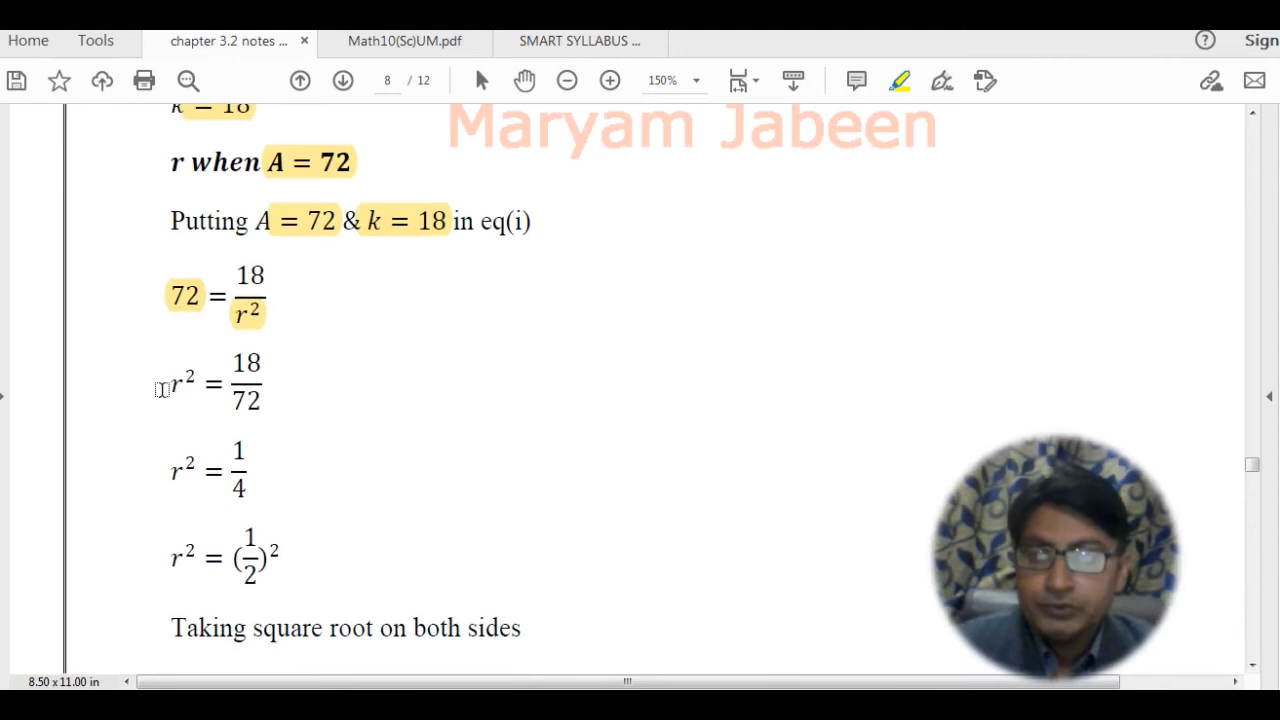 Home Tools chapter 3.2 notes ... × Math10(Sc)UM.pdf SMART SYLLABUS ... ? Sign
8 / 12 150%
k = 18
Maryam Jabeen
r when A = 72
Putting A = 72 & k = 18 in eq(i)
72 = 18/r²
r² = 18/72
r² = 1/4
r² = (1/2)²
Taking square root on both sides
8.50 x 11.00 in